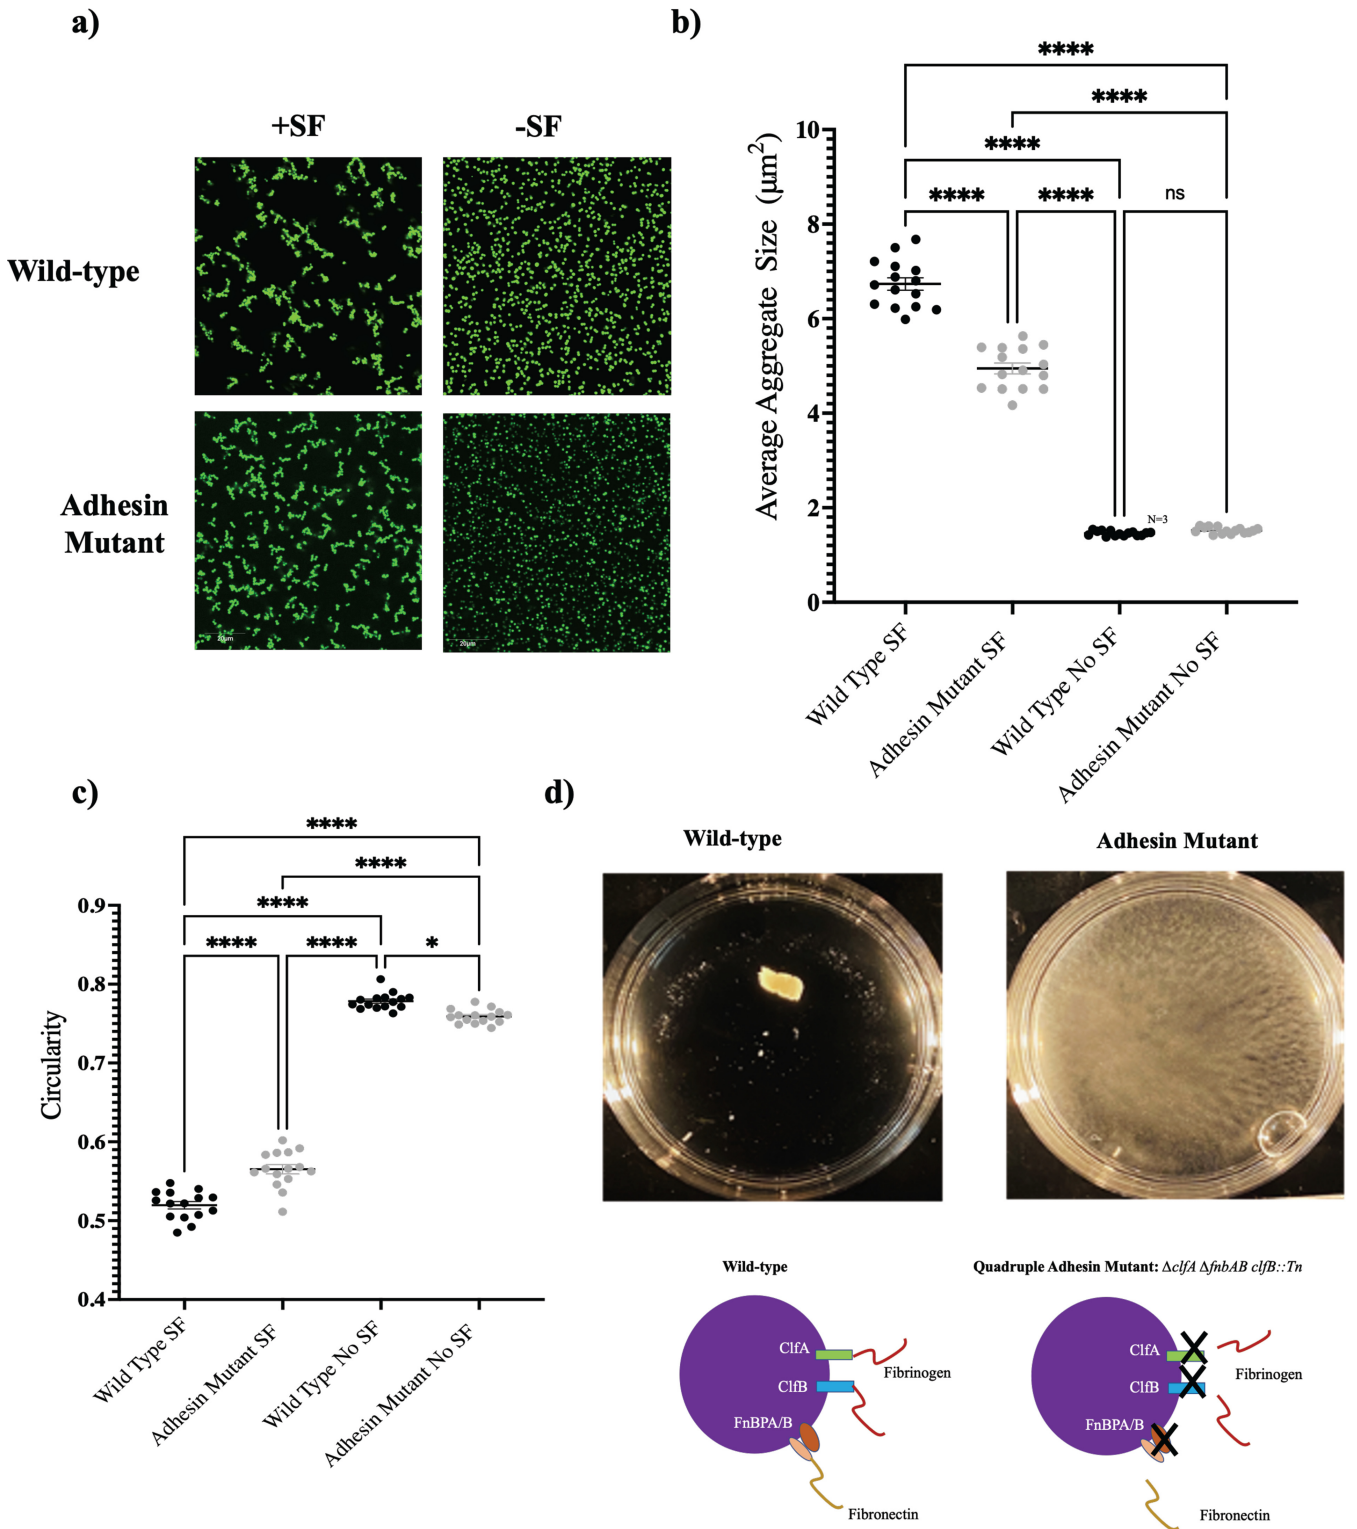 a)
+SF
-SF
Wild-type
Adhesin
Mutant
20μm
20μm
b)
****
****
****
****
****
ns
Average Aggregate Size (μm²)
10
8
6
4
2
0
N=3
Wild Type SF
Adhesin Mutant SF
Wild Type No SF
Adhesin Mutant No SF
c)
****
****
****
****
****
*
Circularity
0.9
0.8
0.7
0.6
0.5
0.4
Wild Type SF
Adhesin Mutant SF
Wild Type No SF
Adhesin Mutant No SF
d)
Wild-type
Adhesin Mutant
Wild-type
ClfA
ClfB
FnBPA/B
Fibrinogen
Fibronectin
Quadruple Adhesin Mutant: ΔclfA ΔfnbAB clfB::Tn
ClfA
ClfB
FnBPA/B
Fibrinogen
Fibronectin